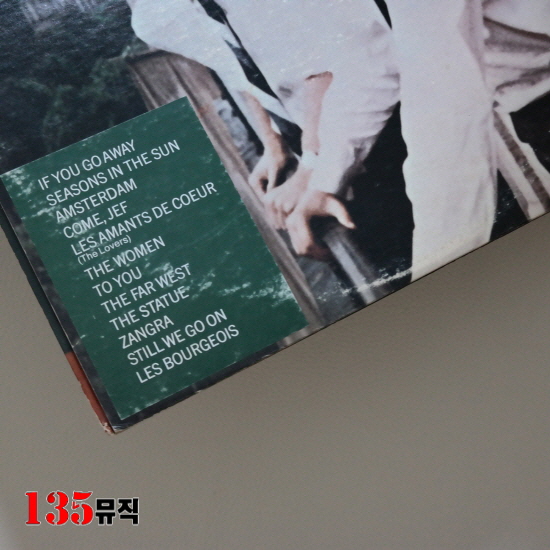 IF YOU GO AWAY
SEASONS IN THE SUN
AMSTERDAM
COME, JEF
LES AMANTS DE COEUR
(The Lovers)
THE WOMEN
TO YOU
THE FAR WEST
THE STATUE
ZANGRA
STILL WE GO ON
LES BOURGEOIS
135뮤직